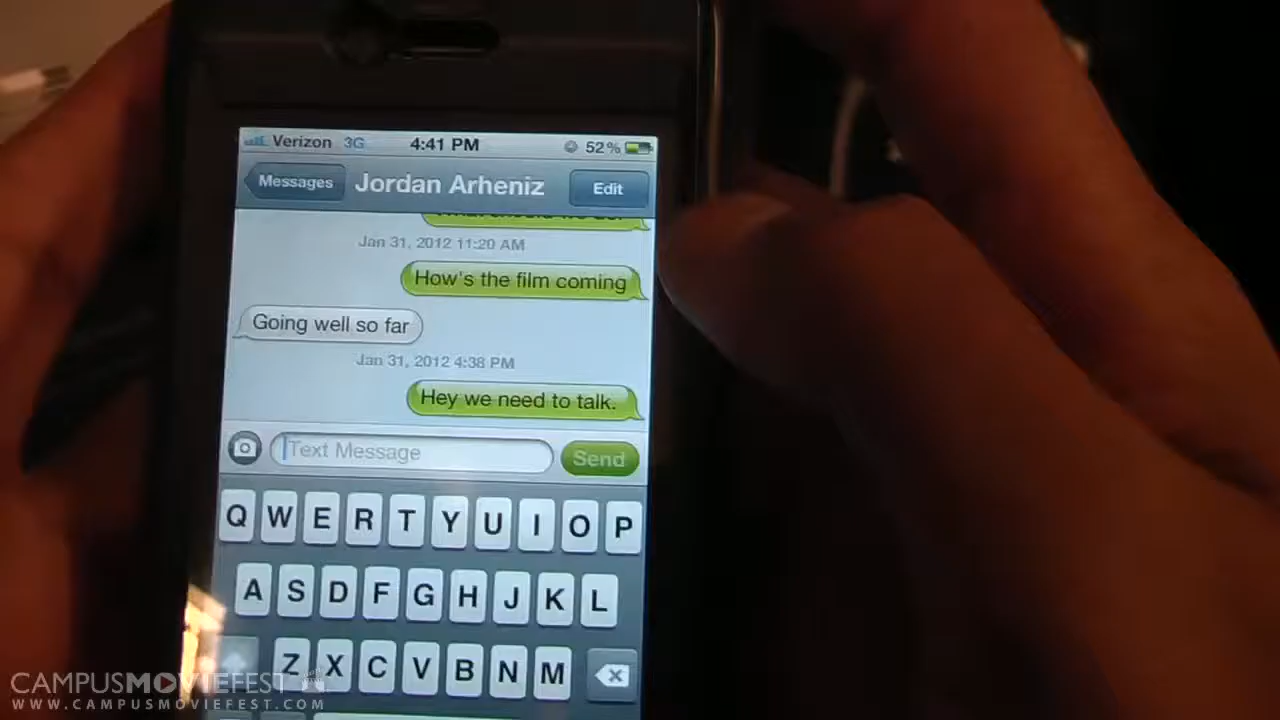 Verizon 3G 4:41 PM 52%
Messages Jordan Arheniz Edit
Jan 31, 2012 11:20 AM
How's the film coming
Going well so far
Jan 31, 2012 4:38 PM
Hey we need to talk.
Text Message Send
Q W E R T Y U I O P
A S D F G H J K L
Z X C V B N M
CAMPUSMOVIEFEST
WWW.CAMPUSMOVIEFEST.COM